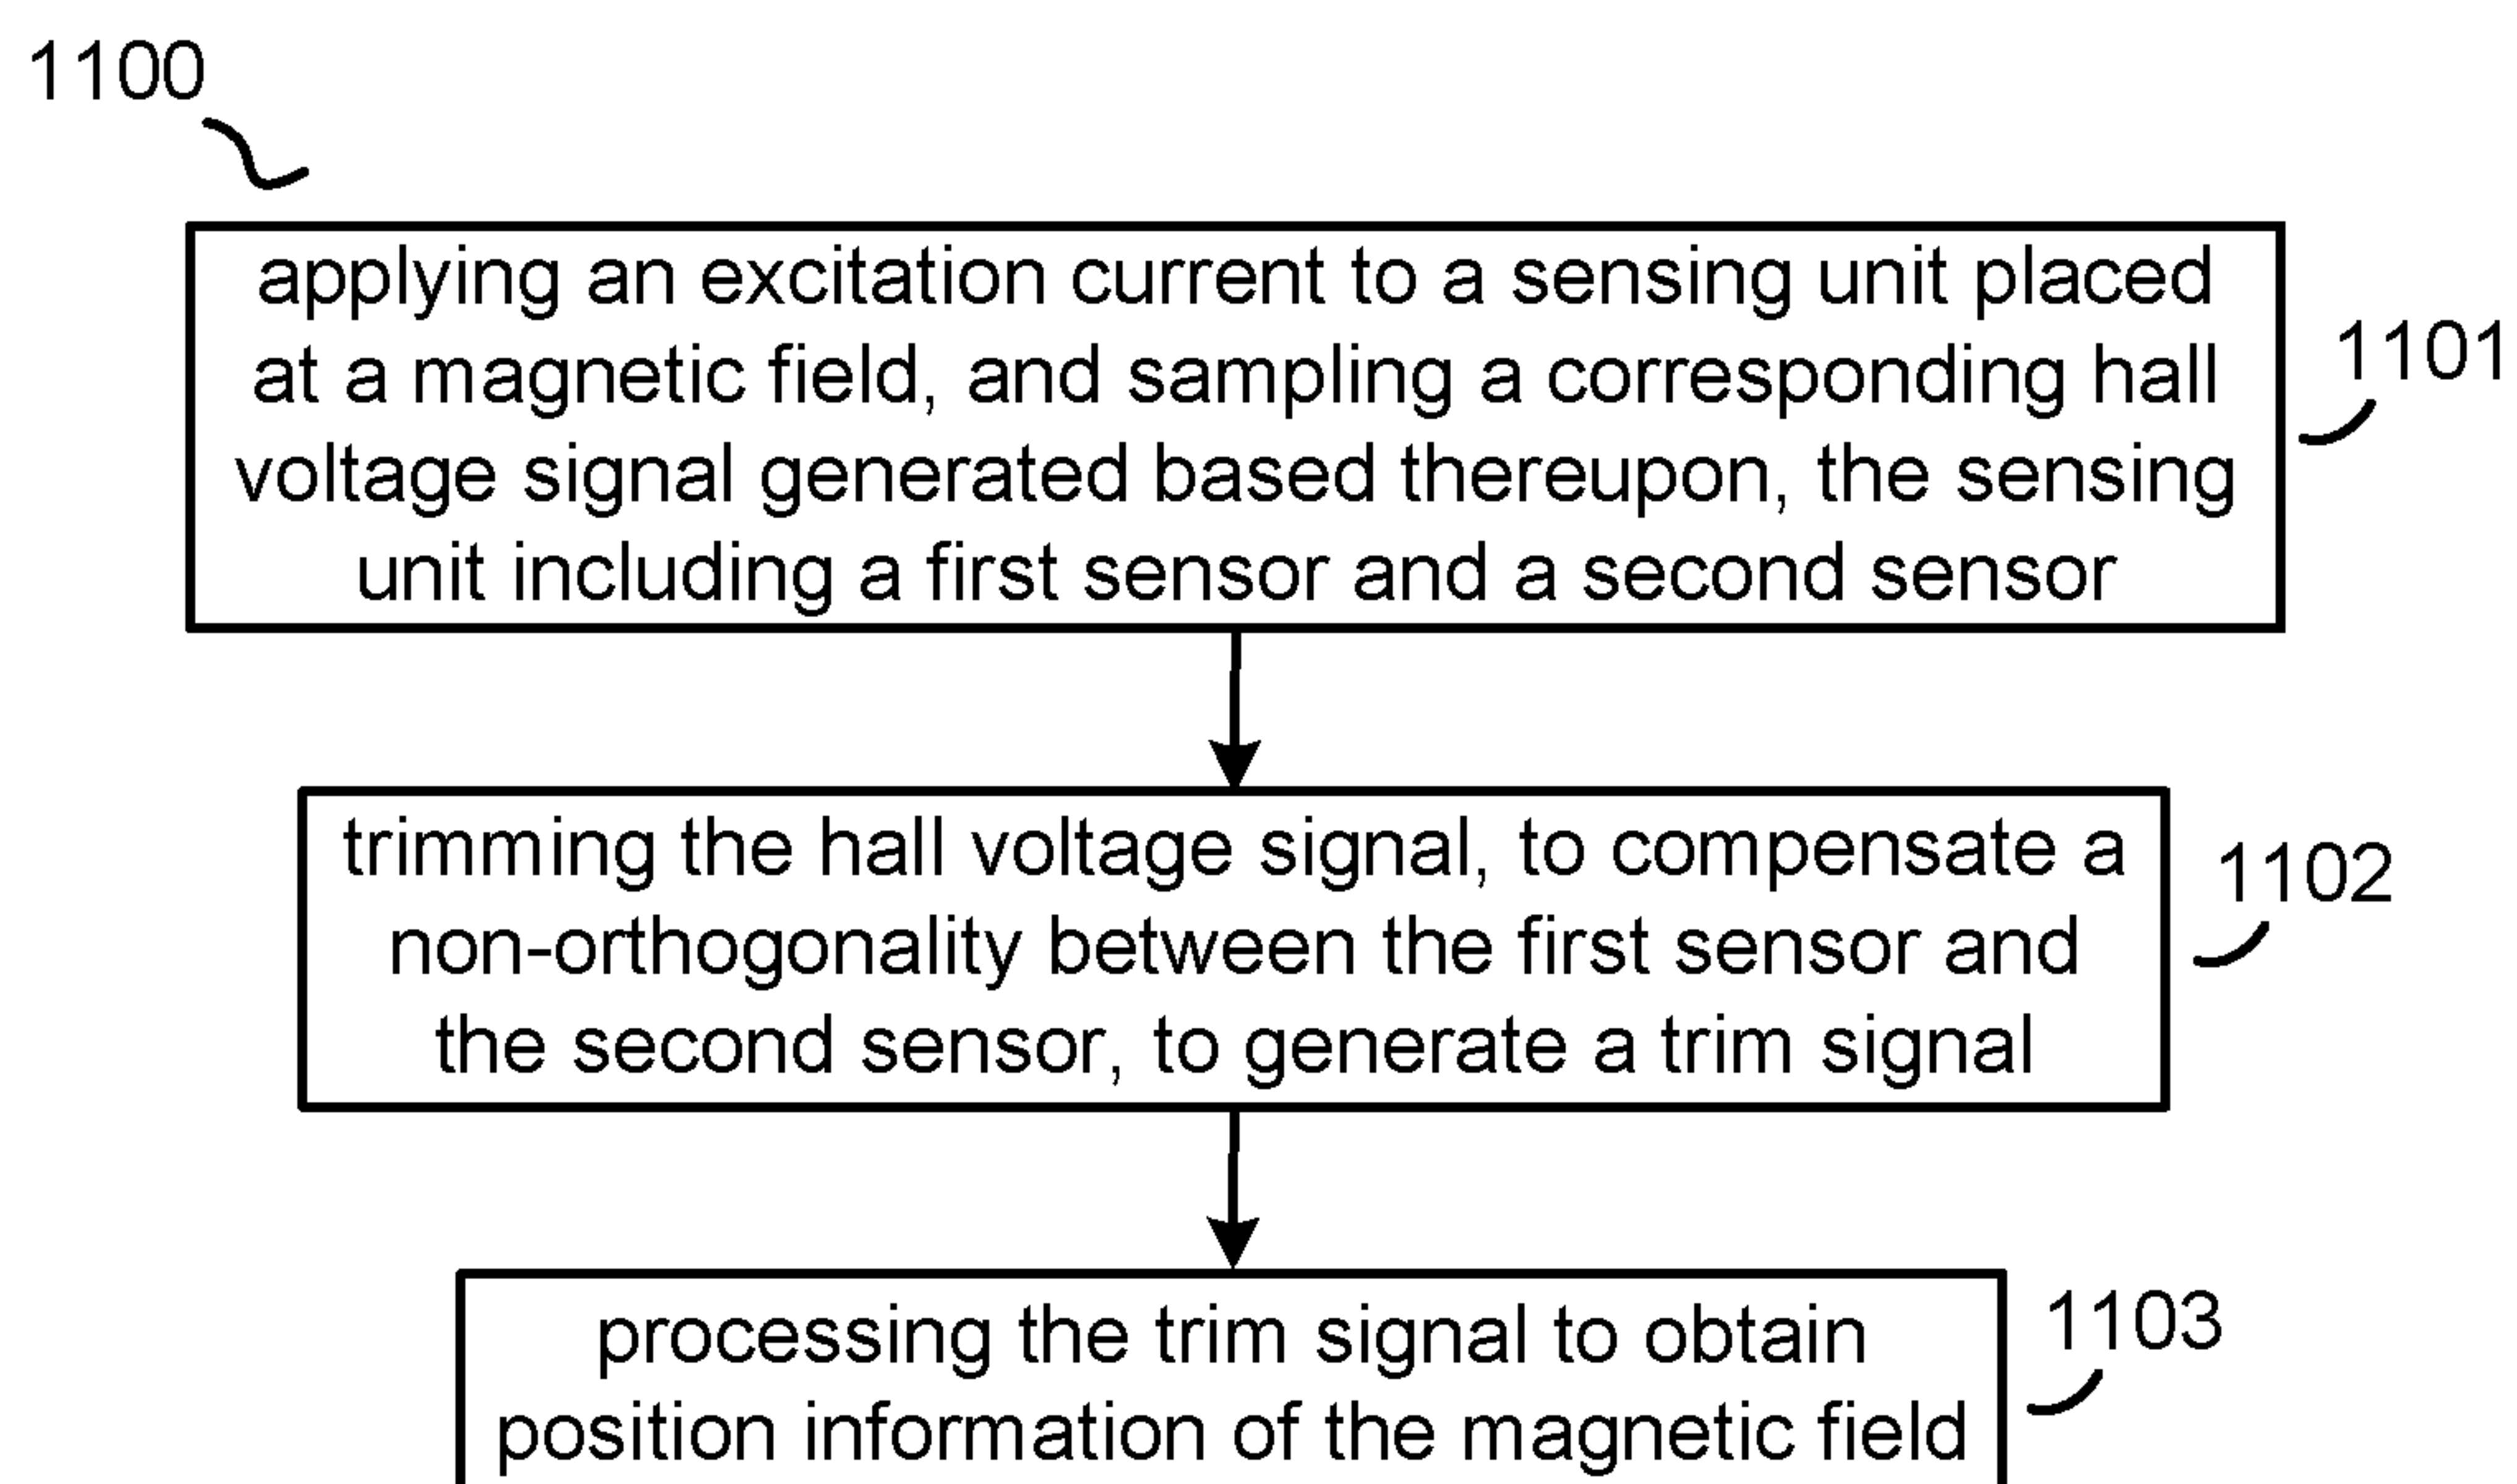 1100
applying an excitation current to a sensing unit placed
at a magnetic field, and sampling a corresponding hall
voltage signal generated based thereupon, the sensing
unit including a first sensor and a second sensor
1101
trimming the hall voltage signal, to compensate a
non-orthogonality between the first sensor and
the second sensor, to generate a trim signal
1102
processing the trim signal to obtain
position information of the magnetic field
1103